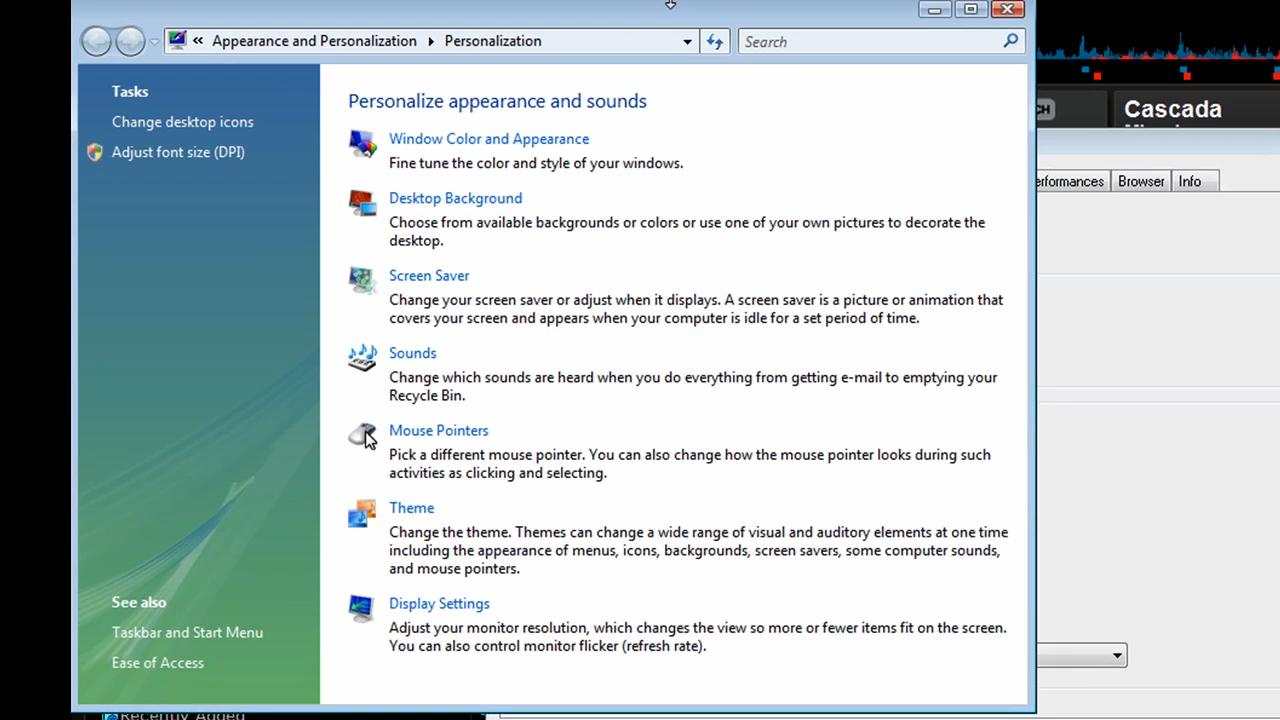 « Appearance and Personalization Personalization
Search
Tasks
Change desktop icons
Adjust font size (DPI)
See also
Taskbar and Start Menu
Ease of Access
Personalize appearance and sounds
Window Color and Appearance
Fine tune the color and style of your windows.
Desktop Background
Choose from available backgrounds or colors or use one of your own pictures to decorate the
desktop.
Screen Saver
Change your screen saver or adjust when it displays. A screen saver is a picture or animation that
covers your screen and appears when your computer is idle for a set period of time.
Sounds
Change which sounds are heard when you do everything from getting e-mail to emptying your
Recycle Bin.
Mouse Pointers
Pick a different mouse pointer. You can also change how the mouse pointer looks during such
activities as clicking and selecting.
Theme
Change the theme. Themes can change a wide range of visual and auditory elements at one time
including the appearance of menus, icons, backgrounds, screen savers, some computer sounds,
and mouse pointers.
Display Settings
Adjust your monitor resolution, which changes the view so more or fewer items fit on the screen.
You can also control monitor flicker (refresh rate).
CH
Cascada
erformances Browser Info
Recently Added